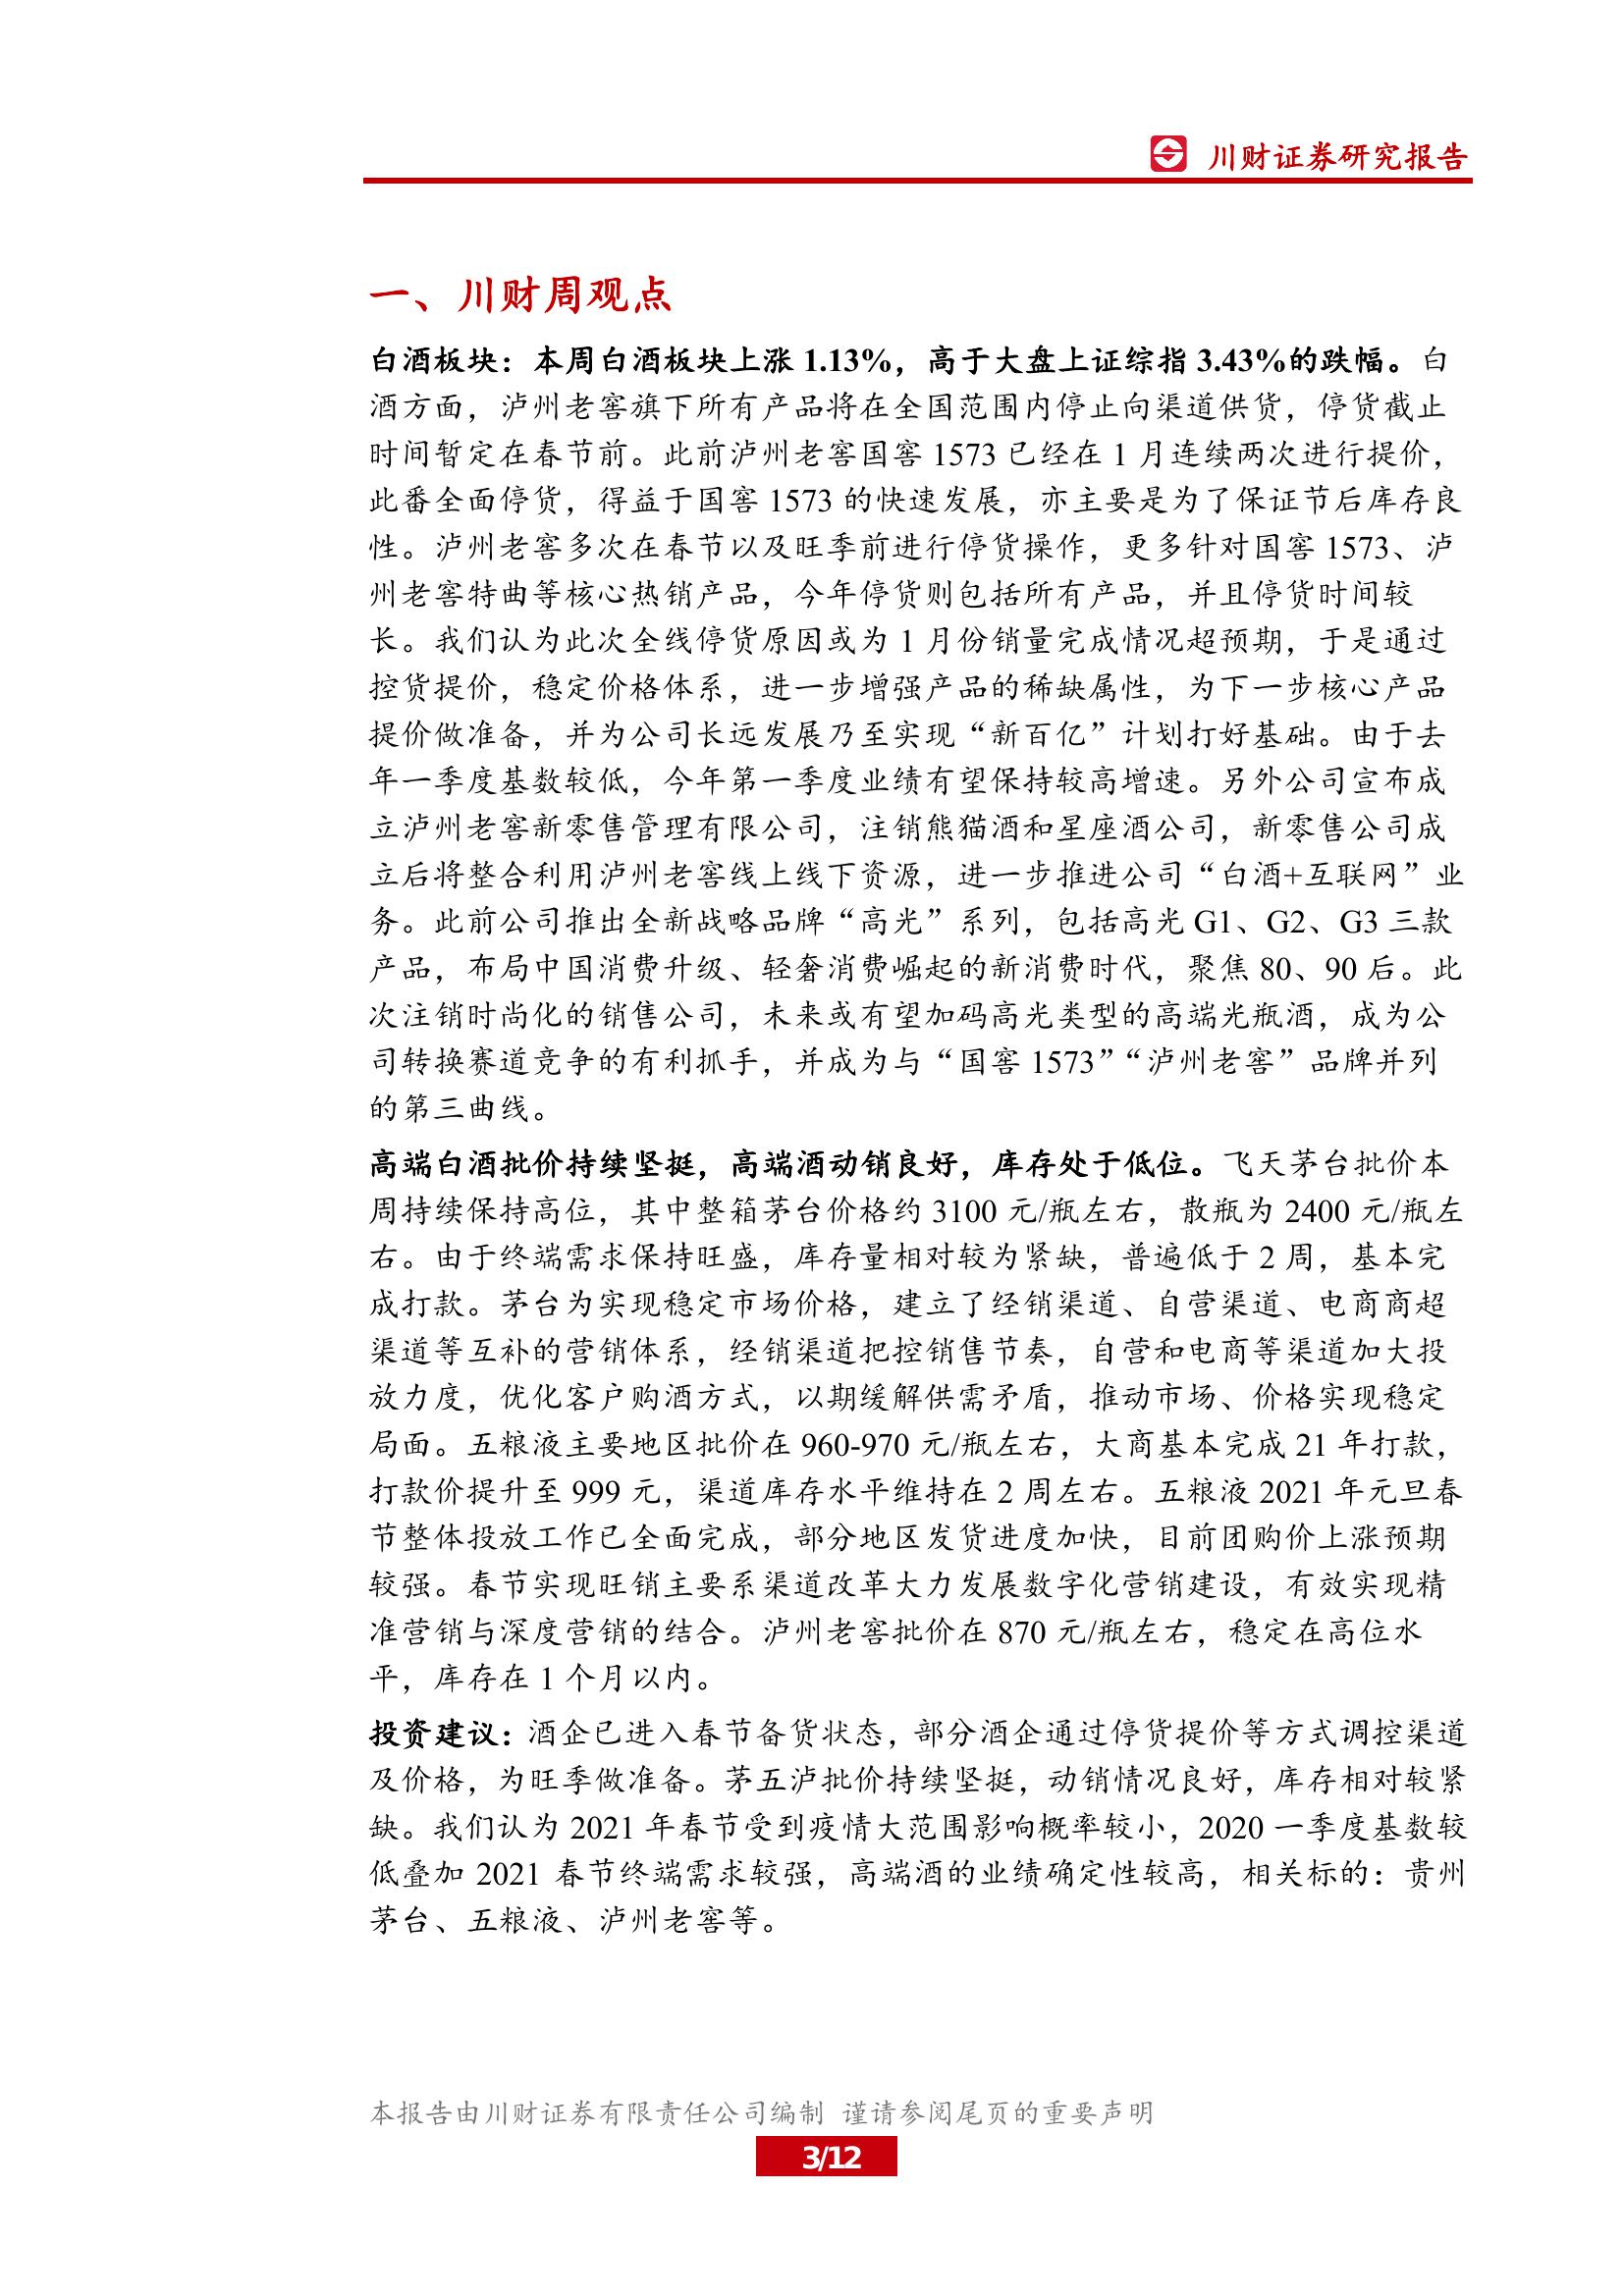 川财证券研究报告
一、川财周观点
白酒板块：本周白酒板块上涨 1.13%，高于大盘上证综指 3.43%的跌幅。白
酒方面，泸州老窖旗下所有产品将在全国范围内停止向渠道供货，停货截止
时间暂定在春节前。此前泸州老窖国窖 1573 已经在 1 月连续两次进行提价，
此番全面停货，得益于国窖 1573 的快速发展，亦主要是为了保证节后库存良
性。泸州老窖多次在春节以及旺季前进行停货操作，更多针对国窖 1573、泸
州老窖特曲等核心热销产品，今年停货则包括所有产品，并且停货时间较
长。我们认为此次全线停货原因或为 1 月份销量完成情况超预期，于是通过
控货提价，稳定价格体系，进一步增强产品的稀缺属性，为下一步核心产品
提价做准备，并为公司长远发展乃至实现“新百亿”计划打好基础。由于去
年一季度基数较低，今年第一季度业绩有望保持较高增速。另外公司宣布成
立泸州老窖新零售管理有限公司，注销熊猫酒和星座酒公司，新零售公司成
立后将整合利用泸州老窖线上线下资源，进一步推进公司“白酒+互联网”业
务。此前公司推出全新战略品牌“高光”系列，包括高光 G1、G2、G3 三款
产品，布局中国消费升级、轻奢消费崛起的新消费时代，聚焦 80、90 后。此
次注销时尚化的销售公司，未来或有望加码高光类型的高端光瓶酒，成为公
司转换赛道竞争的有利抓手，并成为与“国窖 1573”“泸州老窖”品牌并列
的第三曲线。
高端白酒批价持续坚挺，高端酒动销良好，库存处于低位。飞天茅台批价本
周持续保持高位，其中整箱茅台价格约 3100 元/瓶左右，散瓶为 2400 元/瓶左
右。由于终端需求保持旺盛，库存量相对较为紧缺，普遍低于 2 周，基本完
成打款。茅台为实现稳定市场价格，建立了经销渠道、自营渠道、电商商超
渠道等互补的营销体系，经销渠道把控销售节奏，自营和电商等渠道加大投
放力度，优化客户购酒方式，以期缓解供需矛盾，推动市场、价格实现稳定
局面。五粮液主要地区批价在 960-970 元/瓶左右，大商基本完成 21 年打款，
打款价提升至 999 元，渠道库存水平维持在 2 周左右。五粮液 2021 年元旦春
节整体投放工作已全面完成，部分地区发货进度加快，目前团购价上涨预期
较强。春节实现旺销主要系渠道改革大力发展数字化营销建设，有效实现精
准营销与深度营销的结合。泸州老窖批价在 870 元/瓶左右，稳定在高位水
平，库存在 1 个月以内。
投资建议：酒企已进入春节备货状态，部分酒企通过停货提价等方式调控渠道
及价格，为旺季做准备。茅五泸批价持续坚挺，动销情况良好，库存相对较紧
缺。我们认为 2021 年春节受到疫情大范围影响概率较小，2020 一季度基数较
低叠加 2021 春节终端需求较强，高端酒的业绩确定性较高，相关标的：贵州
茅台、五粮液、泸州老窖等。
本报告由川财证券有限责任公司编制 谨请参阅尾页的重要声明
3/12